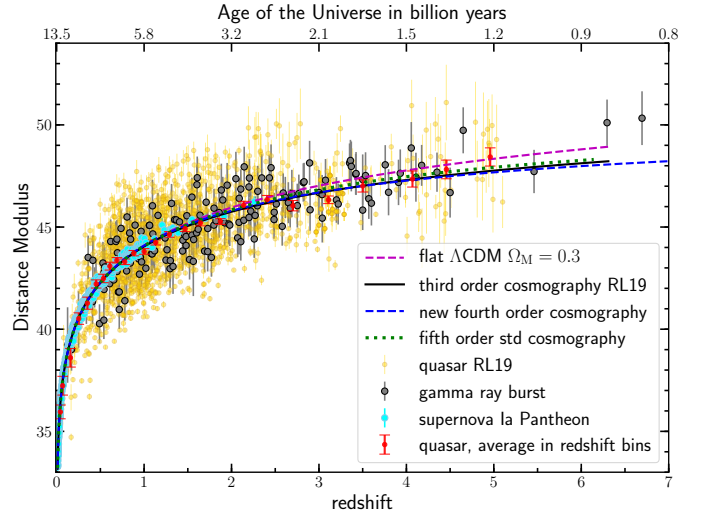 Age of the Universe in billion years
13.5 5.8 3.2 2.1 1.5 1.2 0.9 0.8
50
45
40
35
Distance Modulus
flat ΛCDM Ω_M = 0.3
third order cosmography RL19
new fourth order cosmography
fifth order std cosmography
quasar RL19
gamma ray burst
supernova Ia Pantheon
quasar, average in redshift bins
0 1 2 3 4 5 6 7
redshift